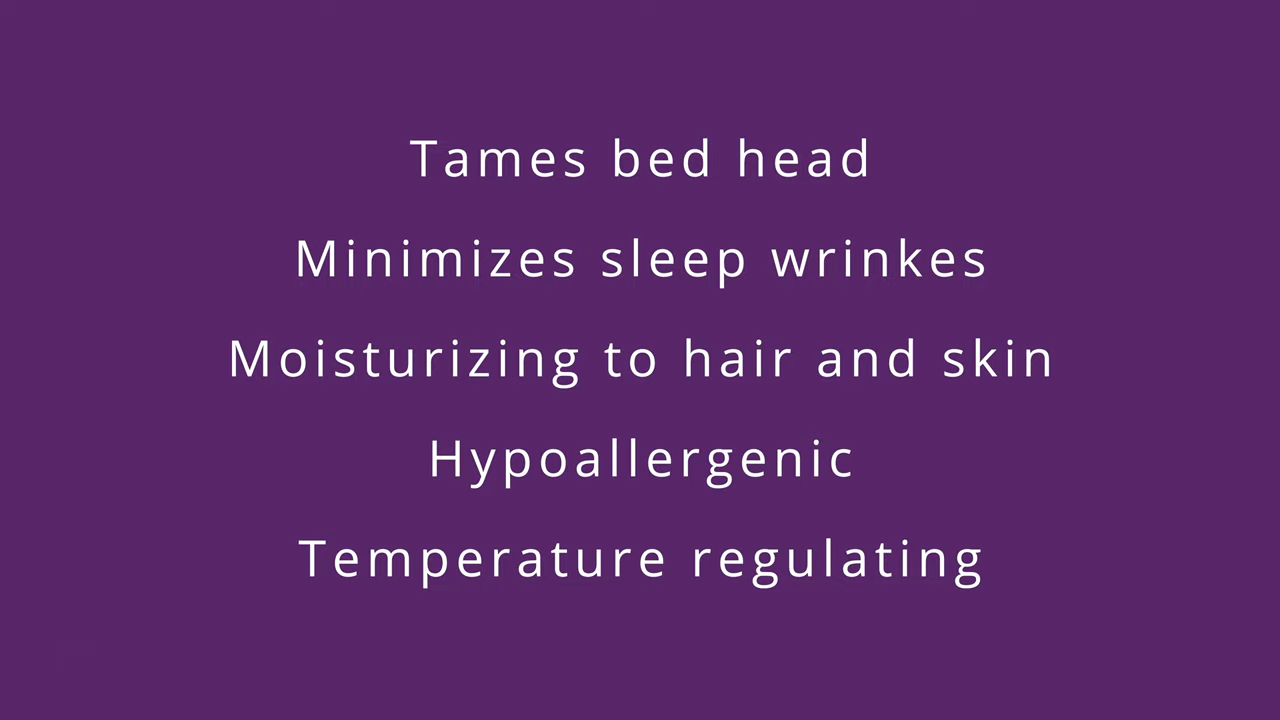 Tames bed head
Minimizes sleep wrinkes
Moisturizing to hair and skin
Hypoallergenic
Temperature regulating